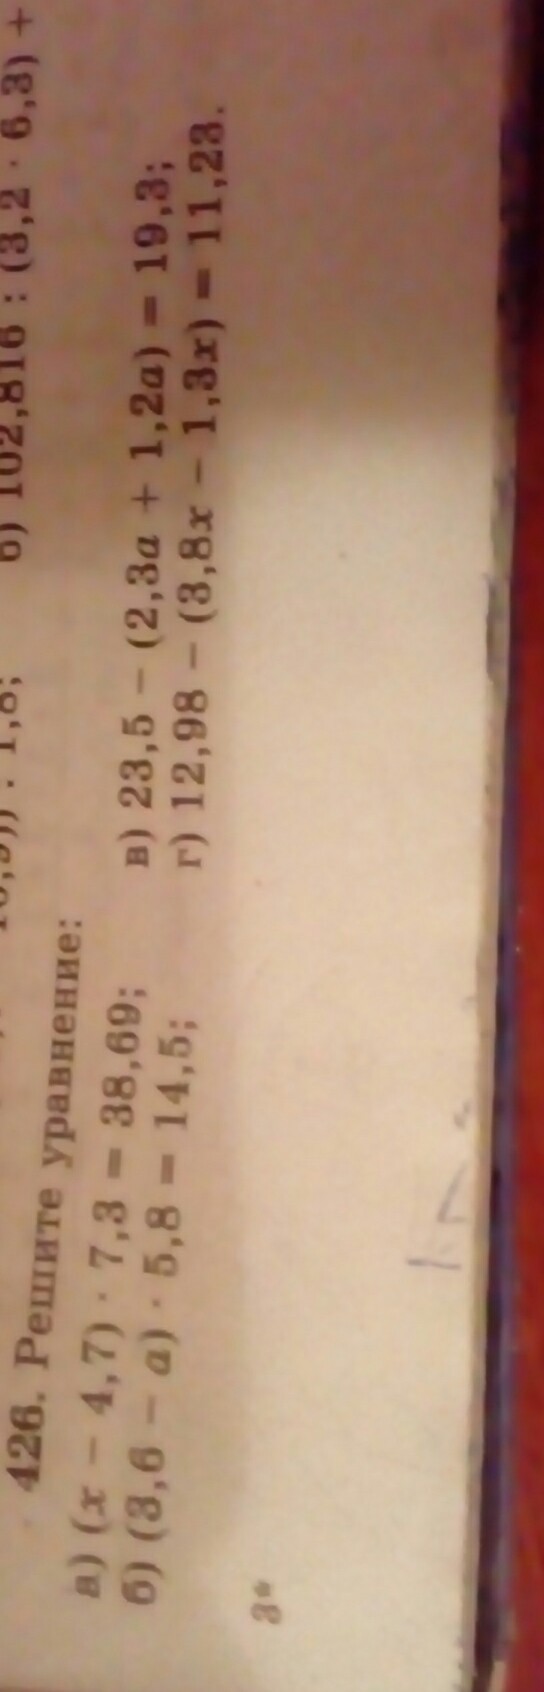 б) 102,816 : (3,2 · 6,3) +
426. Решите уравнение:
а) (x − 4,7) · 7,3 = 38,69;
б) (3,6 − a) · 5,8 = 14,5;
в) 23,5 − (2,3a + 1,2a) = 19,3;
г) 12,98 − (3,8x − 1,3x) = 11,23.
3*